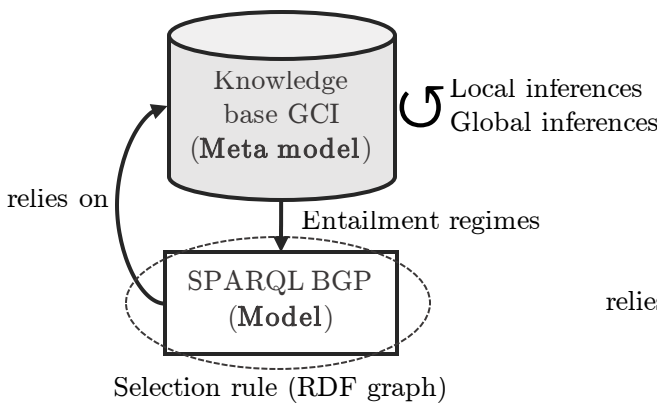 Knowledge
base GCI
(Meta model)
Local inferences
Global inferences
relies on
Entailment regimes
SPARQL BGP
(Model)
relies
Selection rule (RDF graph)